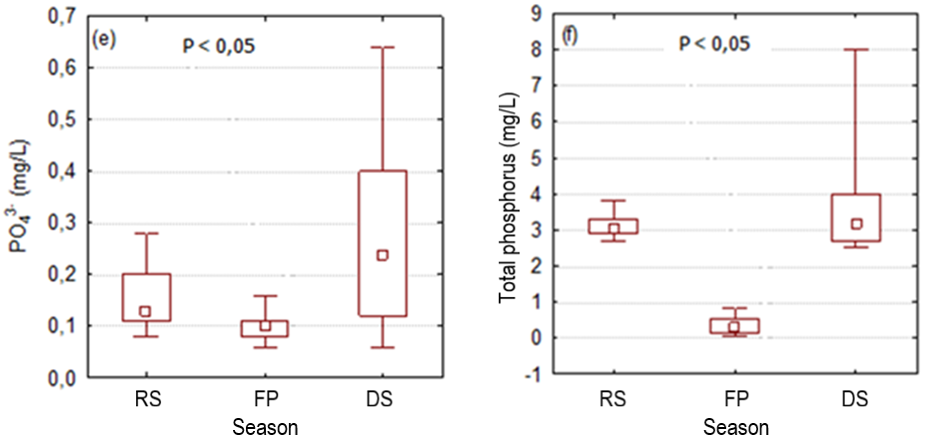 (e)
P < 0,05
0,7
0,6
0,5
0,4
0,3
0,2
0,1
0,0
PO₄³⁻ (mg/L)
RS FP DS
Season
(f)
P < 0,05
9
8
7
6
5
4
3
2
1
0
-1
Total phosphorus (mg/L)
RS FP DS
Season